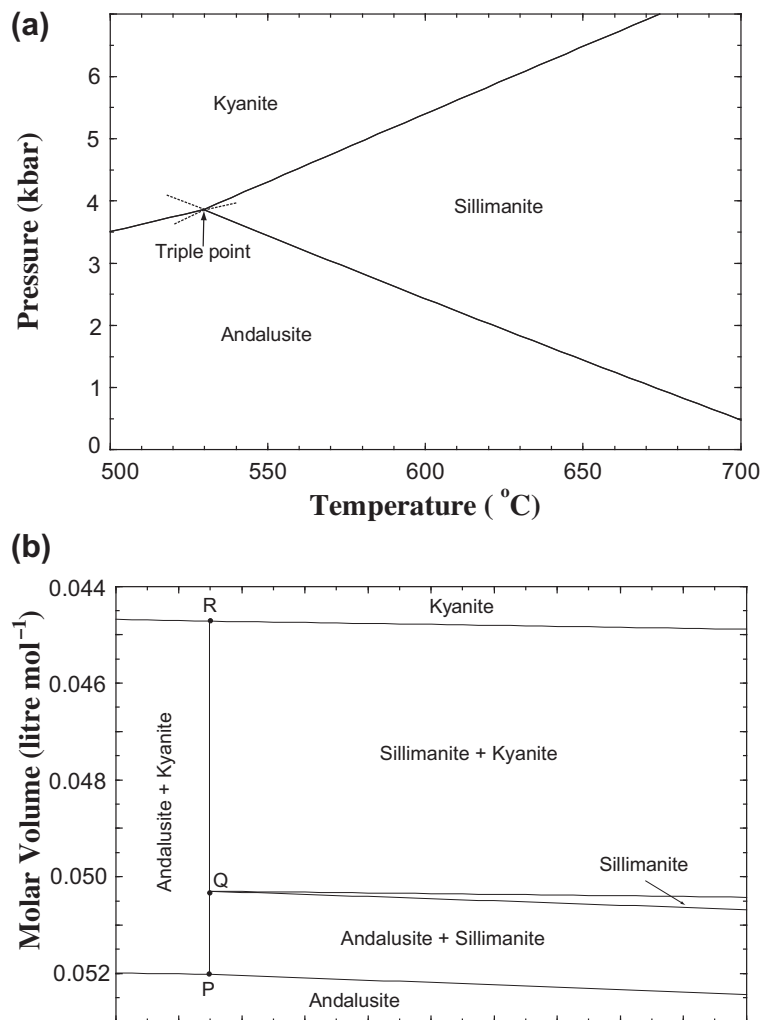 (a)
Pressure (kbar)
6
5
4
3
2
1
0
Kyanite
Sillimanite
Triple point
Andalusite
500
550
600
650
700
Temperature ( °C)
(b)
Molar Volume (litre mol⁻¹)
0.044
0.046
0.048
0.050
0.052
R
Kyanite
Andalusite + Kyanite
Sillimanite + Kyanite
Q
Sillimanite
Andalusite + Sillimanite
P
Andalusite